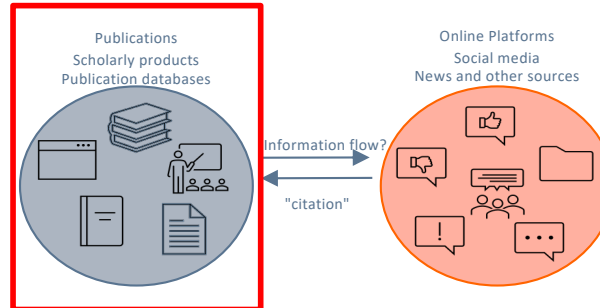 Publications
Scholarly products
Publication databases
Online Platforms
Social media
News and other sources
Information flow?
"citation"